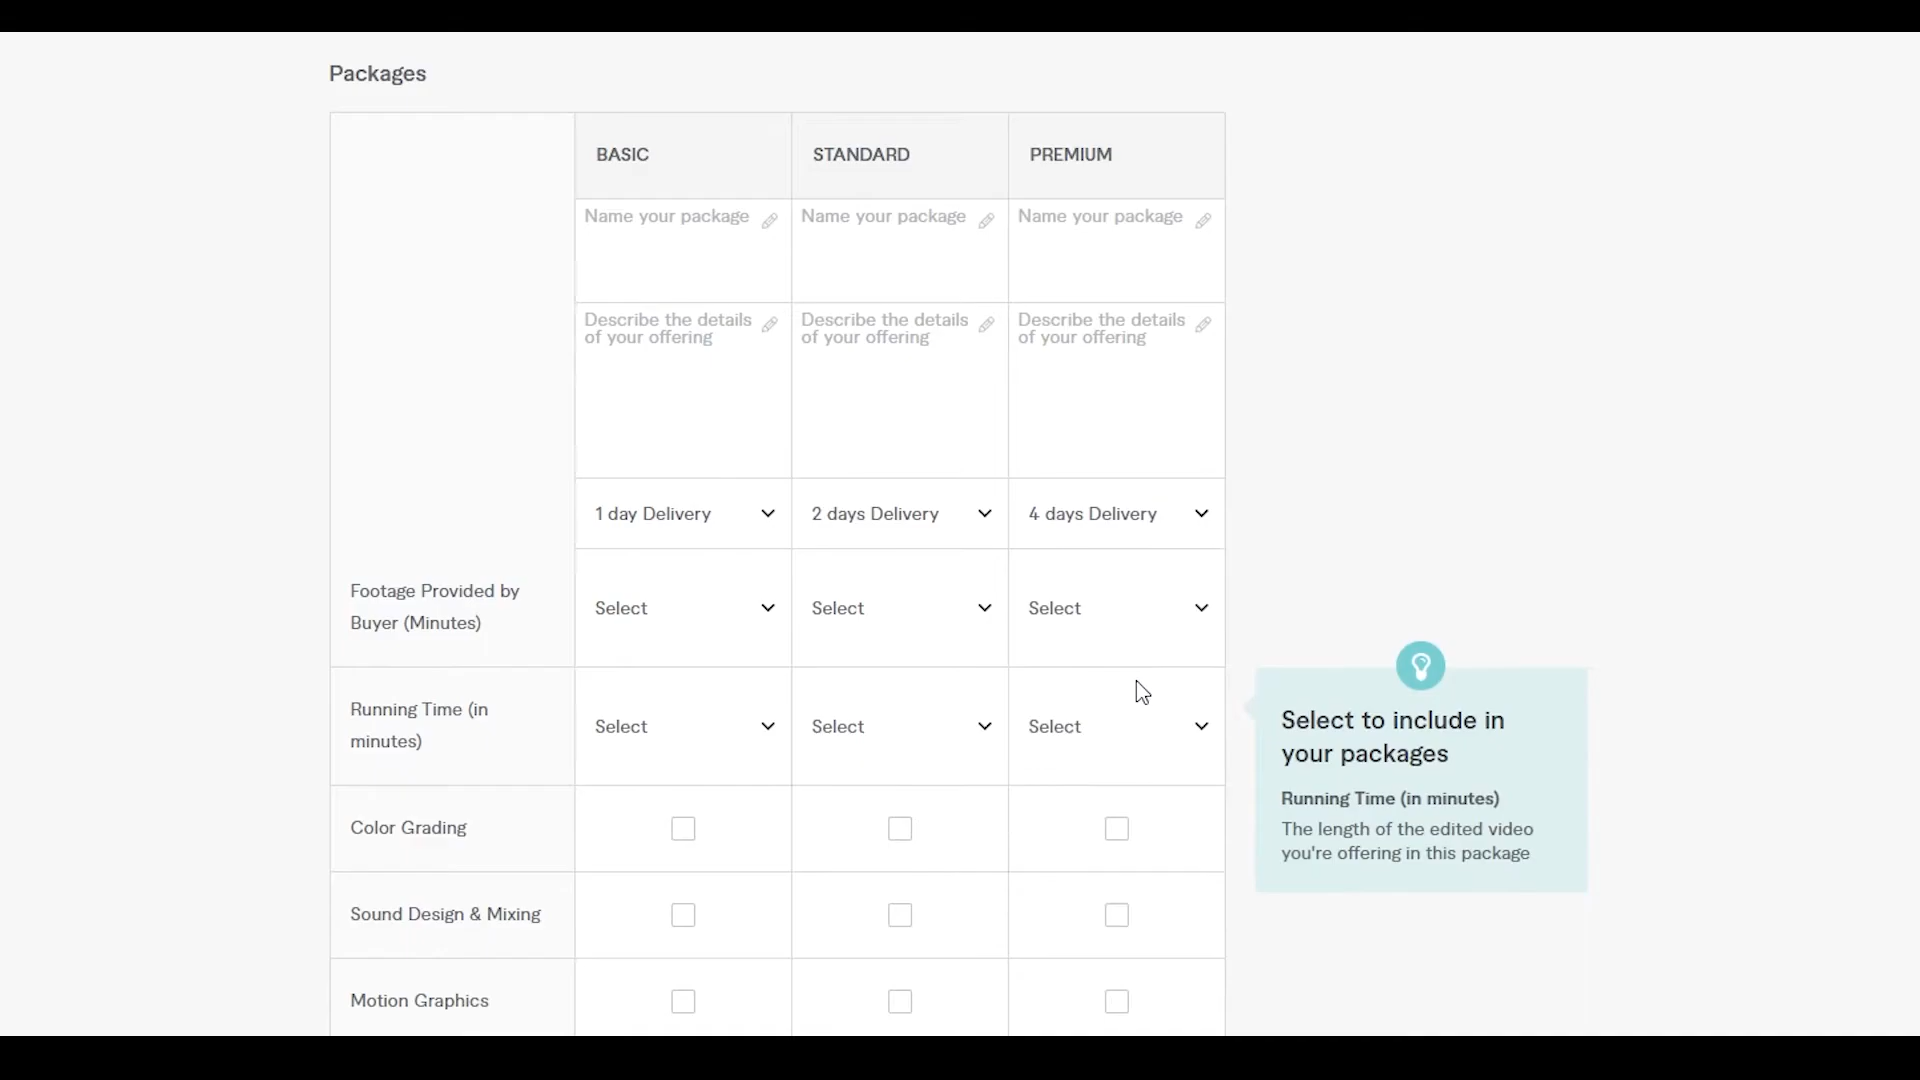 Packages
BASIC
STANDARD
PREMIUM
Name your package
Name your package
Name your package
Describe the details
of your offering
Describe the details
of your offering
Describe the details
of your offering
1 day Delivery
2 days Delivery
4 days Delivery
Footage Provided by
Buyer (Minutes)
Select
Select
Select
Running Time (in
minutes)
Select
Select
Select
Color Grading
Sound Design & Mixing
Motion Graphics
Select to include in
your packages
Running Time (in minutes)
The length of the edited video
you're offering in this package